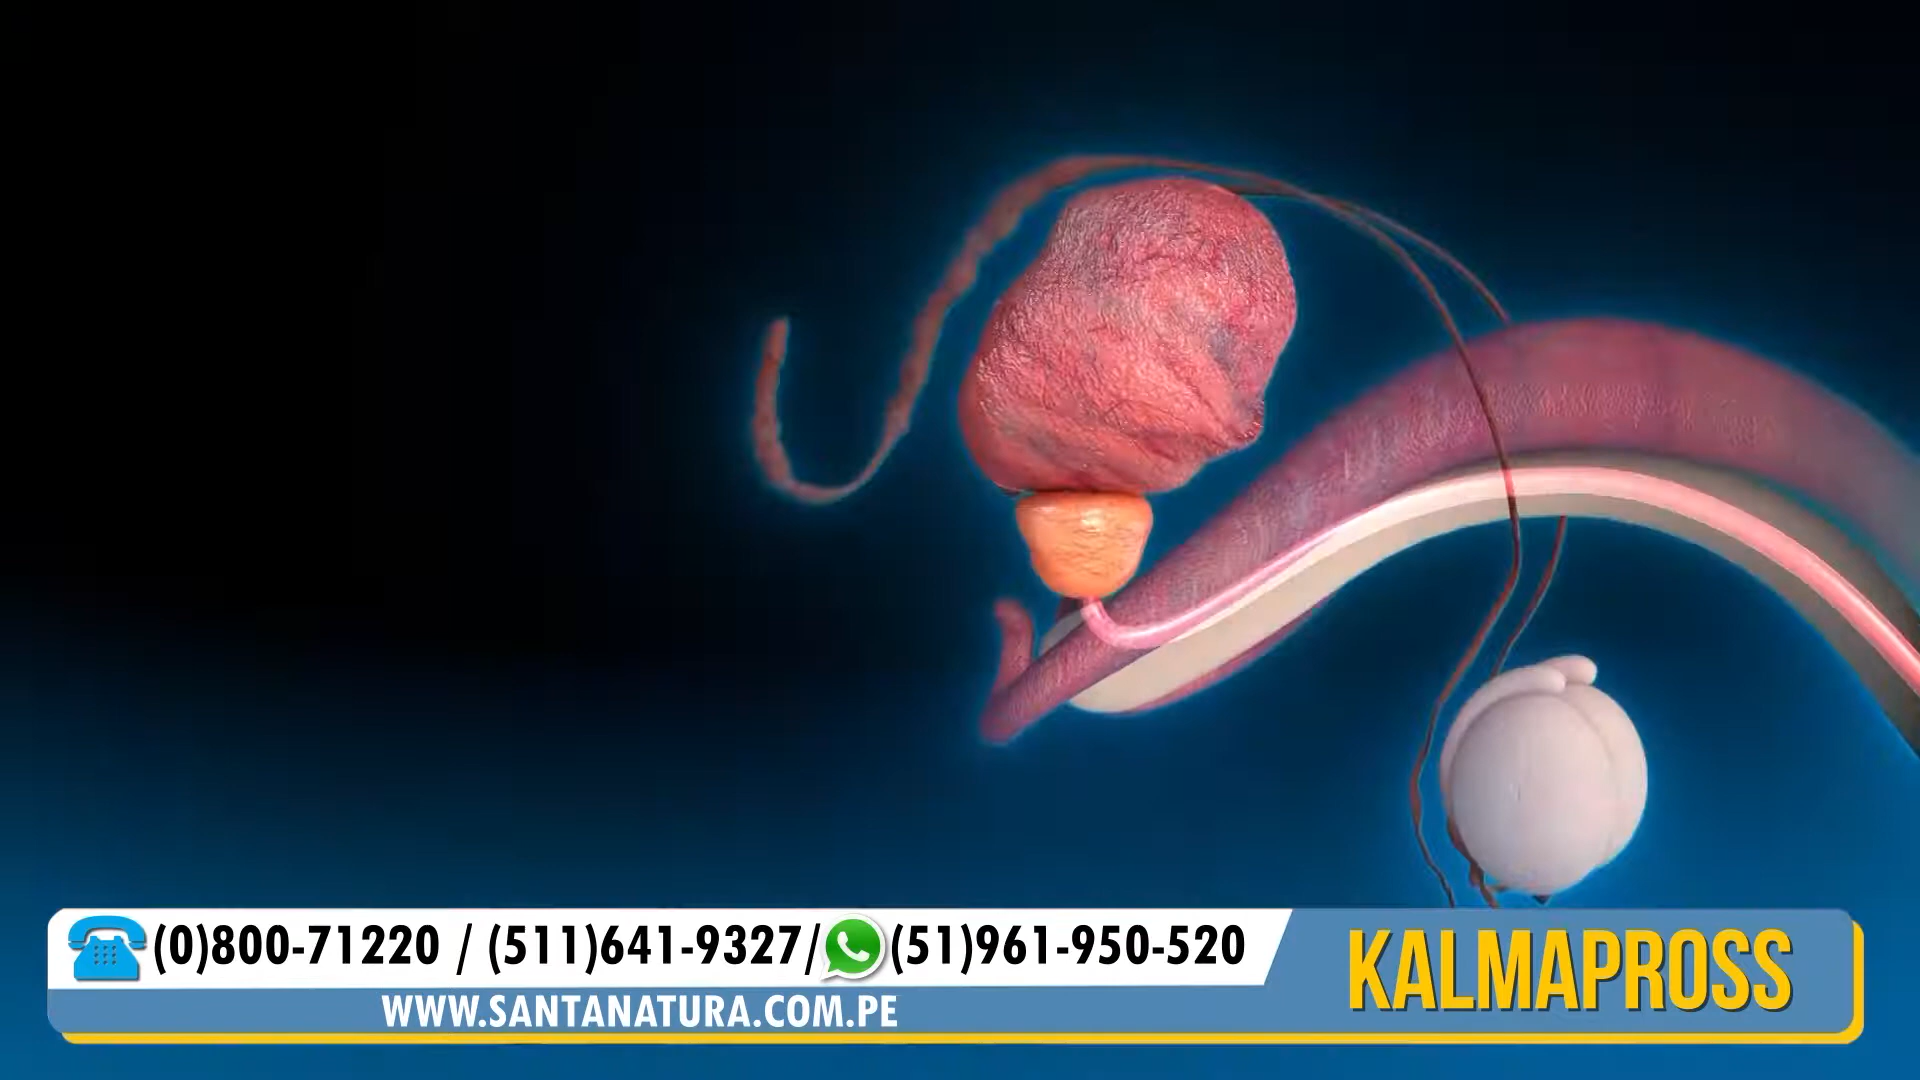 (0)800-71220 / (511)641-9327/ (51)961-950-520
WWW.SANTANATURA.COM.PE
KALMAPROSS